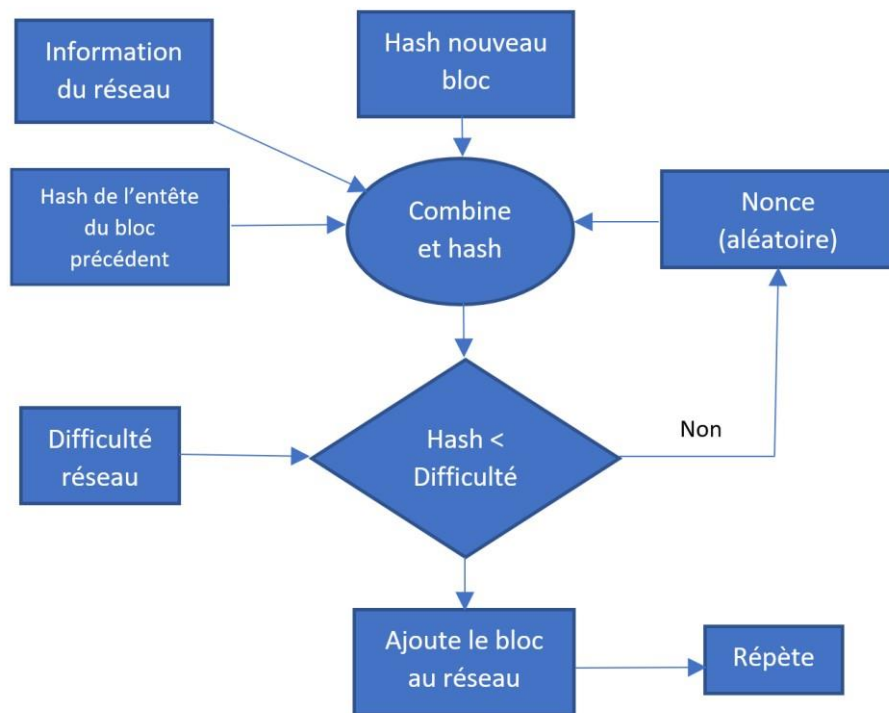 Information
du réseau
Hash nouveau
bloc
Hash de l’entête
du bloc
précédent
Combine
et hash
Nonce
(aléatoire)
Difficulté
réseau
Hash <
Difficulté
Non
Ajoute le bloc
au réseau
Répète